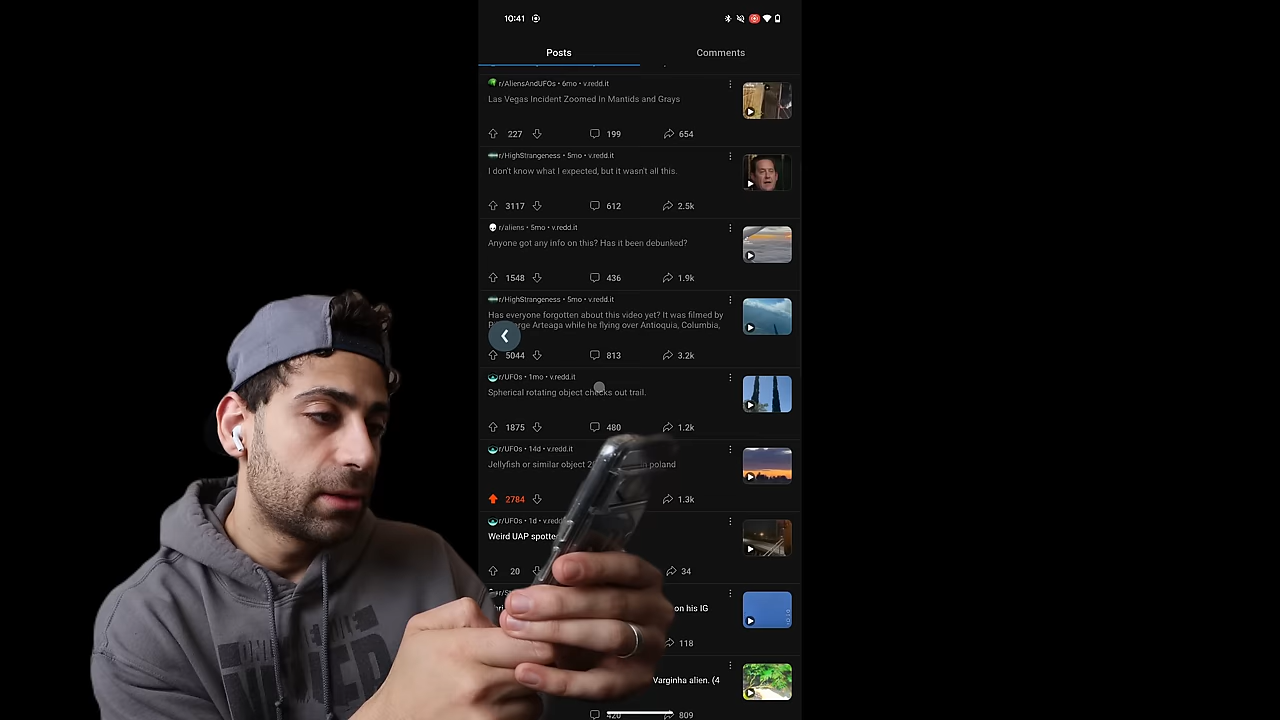 10:41
Posts
Comments
r/AliensAndUFOs • 6mo • v.redd.it
Las Vegas Incident Zoomed In Mantids and Grays
227
199
654
r/HighStrangeness • 5mo • v.redd.it
I don't know what I expected, but it wasn't all this.
3117
612
2.5k
r/aliens • 5mo • v.redd.it
Anyone got any info on this? Has it been debunked?
1548
436
1.9k
r/HighStrangeness • 5mo • v.redd.it
Has everyone forgotten about this video yet? It was filmed by
Arteaga while he flying over Antioquia, Columbia,
5044
813
3.2k
r/UFOs • 1mo • v.redd.it
Spherical rotating object checks out trail.
1875
480
1.2k
r/UFOs • 14d • v.redd.it
Jellyfish or similar object poland
2784
1.3k
r/UFOs • 1d •
Weird UAP
20
34
on his IG
118
Varginha alien. (4
420
809